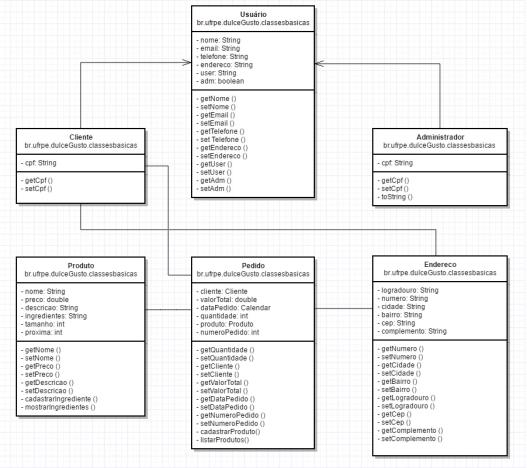 Usuário
br.ufrpe.dulceGusto.classesbasicas
- nome: String
- email: String
- telefone: String
- endereco: String
- user: String
- adm: boolean
- getNome ()
- setNome ()
- getEmail ()
- setEmail ()
- getTelefone ()
- set Telefone ()
- getEndereco ()
- setEndereco ()
- getUser ()
- setUser ()
- getAdm ()
- setAdm ()
Cliente
br.ufrpe.dulceGusto.classesbasicas
- cpf: String
- getCpf ()
- setCpf ()
Administrador
br.ufrpe.dulceGusto.classesbasicas
- cpf: String
- getCpf ()
- setCpf ()
- toString ()
Produto
br.ufrpe.dulceGusto.classesbasicas
- nome: String
- preco: double
- descricao: String
- ingredientes: String
- tamanho: int
- proxima: int
- getNome ()
- setNome ()
- getPreco ()
- setPreco ()
- getDescricao ()
- setDescricao ()
- cadastrarIngrediente ()
- mostrarIngredientes ()
Pedido
br.ufrpe.dulceGusto.classesbasicas
- cliente: Cliente
- valorTotal: double
- dataPedido: Calendar
- quantidade: int
- produto: Produto
- numeroPedido: int
- getQuantidade ()
- setQuantidade ()
- getCliente ()
- setCliente ()
- getValorTotal ()
- setValorTotal ()
- getDataPedido ()
- setDataPedido ()
- getNumeroPedido ()
- setNumeroPedido ()
- cadastrarProduto()
- listarProdutos()
Endereco
br.ufrpe.dulceGusto.classesbasicas
- logradouro: String
- numero: String
- cidade: String
- bairro: String
- cep: String
- complemento: String
- getNumero ()
- setNumero ()
- getCidade ()
- setCidade ()
- getBairro ()
- setBairro ()
- getLogradouro ()
- setLogradouro ()
- getCep ()
- setCep ()
- getComplemento ()
- setComplemento ()